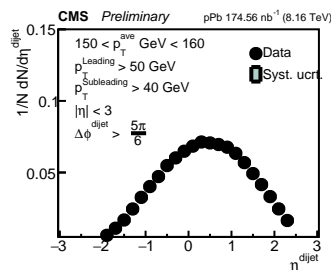 CMS Preliminary pPb 174.56 nb⁻¹ (8.16 TeV)
1/N dN/dη^dijet
0.15
0.1
0.05
150 < p_T^ave GeV < 160
p_T^Leading > 50 GeV
p_T^Subleading > 40 GeV
|η| < 3
Δφ^dijet > 5π/6
Data
Syst. ucrt.
−3 −2 −1 0 1 2 3
η^dijet